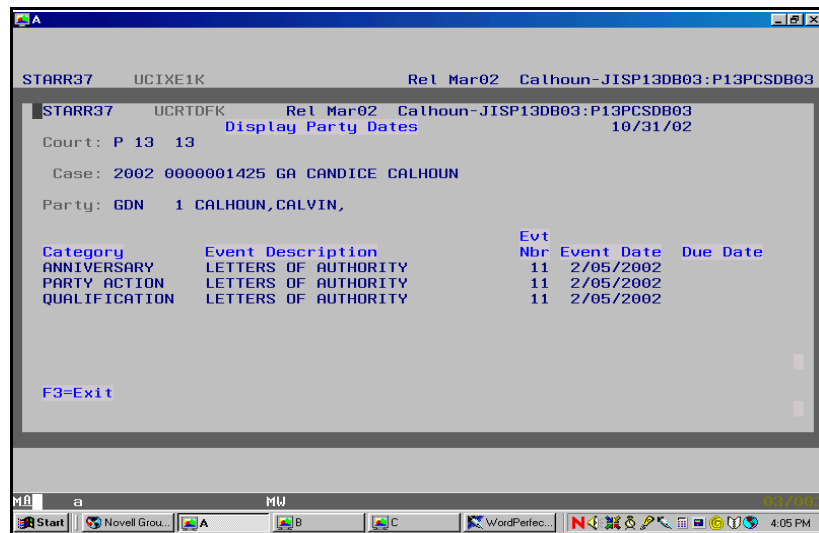 A
STARR37 UCIXE1K Rel Mar02 Calhoun-JISP13DB03:P13PCSDB03
STARR37 UCRTDFK Rel Mar02 Calhoun-JISP13DB03:P13PCSDB03
Display Party Dates 10/31/02
Court: P 13 13
Case: 2002 0000001425 GA CANDICE CALHOUN
Party: GDN 1 CALHOUN,CALVIN,
Evt
Category Event Description Nbr Event Date Due Date
ANNIVERSARY LETTERS OF AUTHORITY 11 2/05/2002
PARTY ACTION LETTERS OF AUTHORITY 11 2/05/2002
QUALIFICATION LETTERS OF AUTHORITY 11 2/05/2002
F3=Exit
MA a MW 03/003
Start Novell Grou... A B C WordPerfec... 4:05 PM